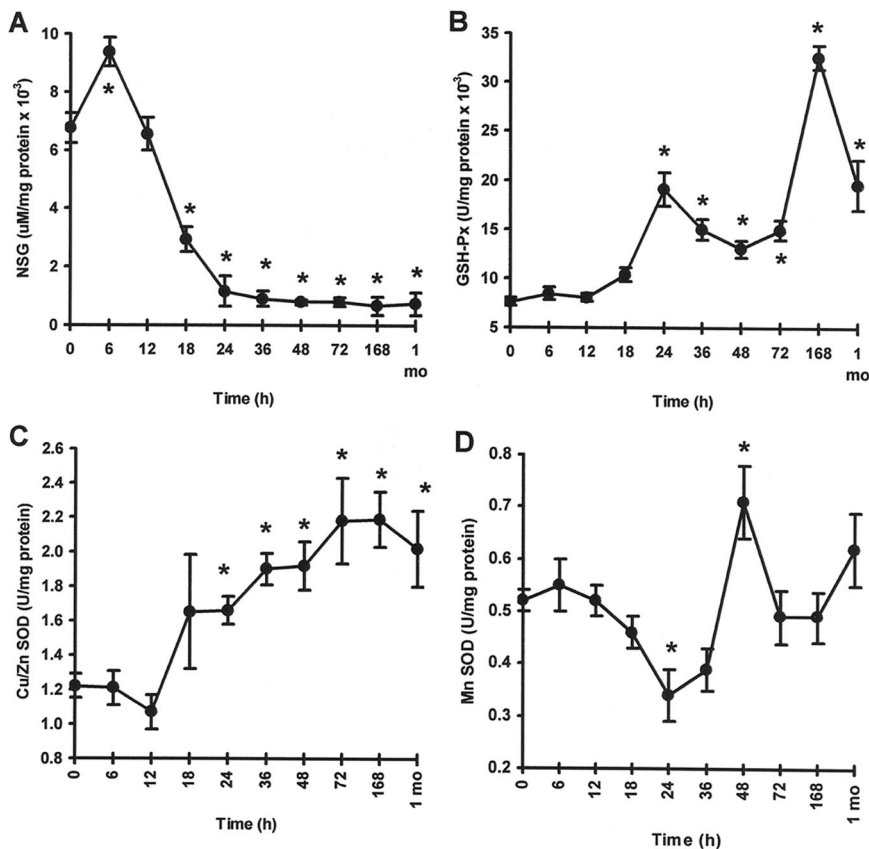 A
NSG (uM/mg protein x 10-3)
10
8
6
4
2
0
*
*
*
*
*
*
*
*
0 6 12 18 24 36 48 72 168 1
mo
Time (h)
B
GSH-Px (U/mg protein x 10-3)
35
30
25
20
15
10
5
*
*
*
*
*
*
0 6 12 18 24 36 48 72 168 1
mo
Time (h)
C
Cu/Zn SOD (U/mg protein)
2.6
2.4
2.2
2.0
1.8
1.6
1.4
1.2
1.0
0.8
*
*
*
*
*
*
0 6 12 18 24 36 48 72 168 1 mo
Time (h)
D
Mn SOD (U/mg protein)
0.8
0.7
0.6
0.5
0.4
0.3
0.2
*
*
0 6 12 18 24 36 48 72 168 1 mo
Time (h)